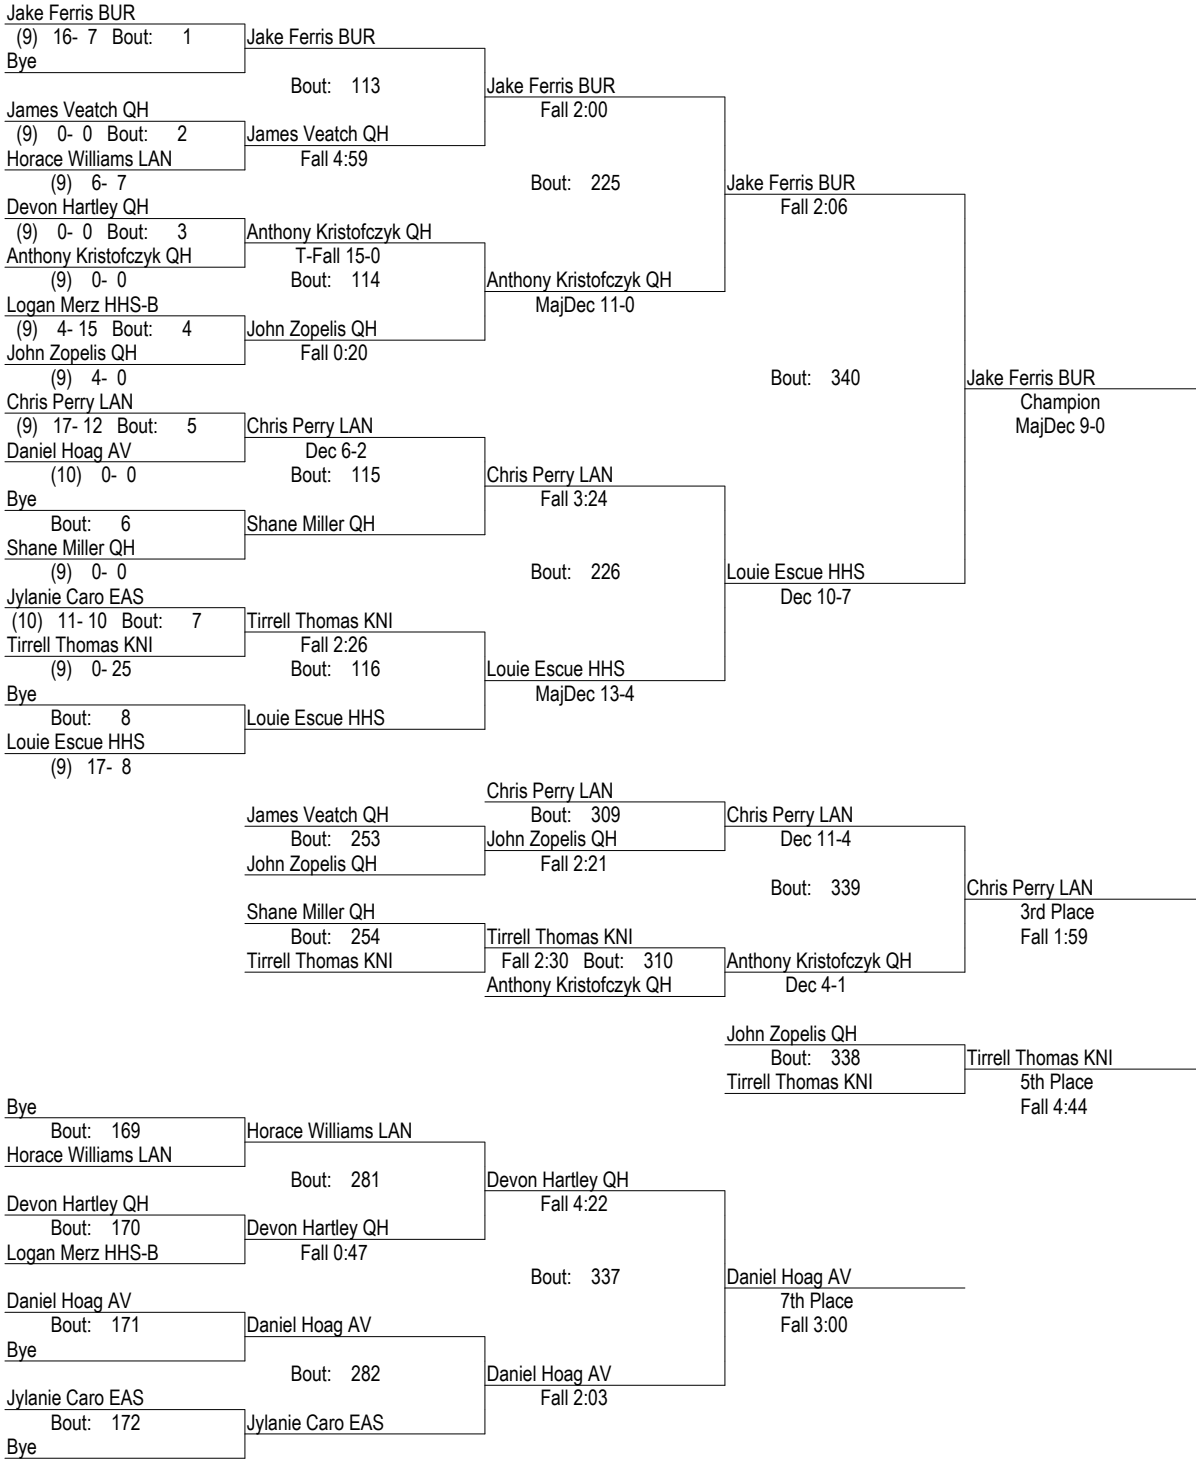 Jake Ferris BUR
(9) 16- 7 Bout: 1 Jake Ferris BUR
Bye
Bout: 113 Jake Ferris BUR
James Veatch QH Fall 2:00
(9) 0- 0 Bout: 2 James Veatch QH
Horace Williams LAN Fall 4:59
(9) 6- 7 Bout: 225 Jake Ferris BUR
Devon Hartley QH Fall 2:06
(9) 0- 0 Bout: 3 Anthony Kristofczyk QH
Anthony Kristofczyk QH T-Fall 15-0
(9) 0- 0 Bout: 114 Anthony Kristofczyk QH
Logan Merz HHS-B MajDec 11-0
(9) 4- 15 Bout: 4 John Zopelis QH
John Zopelis QH Fall 0:20
(9) 4- 0 Bout: 340 Jake Ferris BUR
Chris Perry LAN Champion
(9) 17- 12 Bout: 5 Chris Perry LAN MajDec 9-0
Daniel Hoag AV Dec 6-2
(10) 0- 0 Bout: 115 Chris Perry LAN
Bye Fall 3:24
Bout: 6 Shane Miller QH
Shane Miller QH
(9) 0- 0 Bout: 226 Louie Escue HHS
Jylanie Caro EAS Dec 10-7
(10) 11- 10 Bout: 7 Tirrell Thomas KNI
Tirrell Thomas KNI Fall 2:26
(9) 0- 25 Bout: 116 Louie Escue HHS
Bye MajDec 13-4
Bout: 8 Louie Escue HHS
Louie Escue HHS
(9) 17- 8
Chris Perry LAN
James Veatch QH Bout: 309 Chris Perry LAN
Bout: 253 John Zopelis QH Dec 11-4
John Zopelis QH Fall 2:21
Bout: 339 Chris Perry LAN
Shane Miller QH 3rd Place
Bout: 254 Tirrell Thomas KNI Fall 1:59
Tirrell Thomas KNI Fall 2:30 Bout: 310 Anthony Kristofczyk QH
Anthony Kristofczyk QH Dec 4-1
John Zopelis QH
Bout: 338 Tirrell Thomas KNI
Tirrell Thomas KNI 5th Place
Bye Fall 4:44
Bout: 169 Horace Williams LAN
Horace Williams LAN
Bout: 281 Devon Hartley QH
Devon Hartley QH Fall 4:22
Bout: 170 Devon Hartley QH
Logan Merz HHS-B Fall 0:47
Bout: 337 Daniel Hoag AV
Daniel Hoag AV 7th Place
Bout: 171 Daniel Hoag AV Fall 3:00
Bye
Bout: 282 Daniel Hoag AV
Jylanie Caro EAS Fall 2:03
Bout: 172 Jylanie Caro EAS
Bye